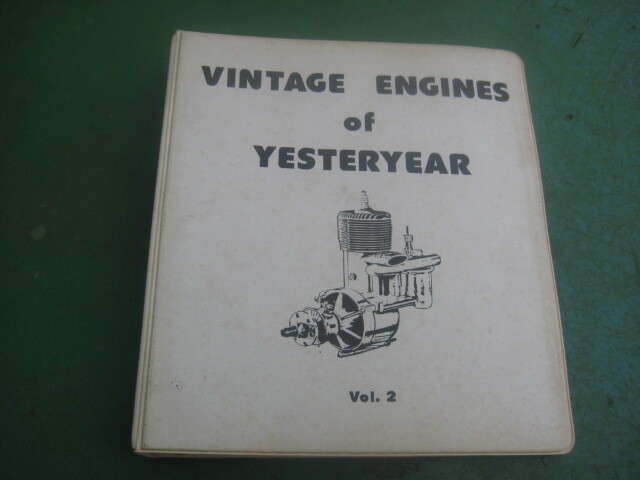 VINTAGE ENGINES
of
YESTERYEAR
Vol. 2